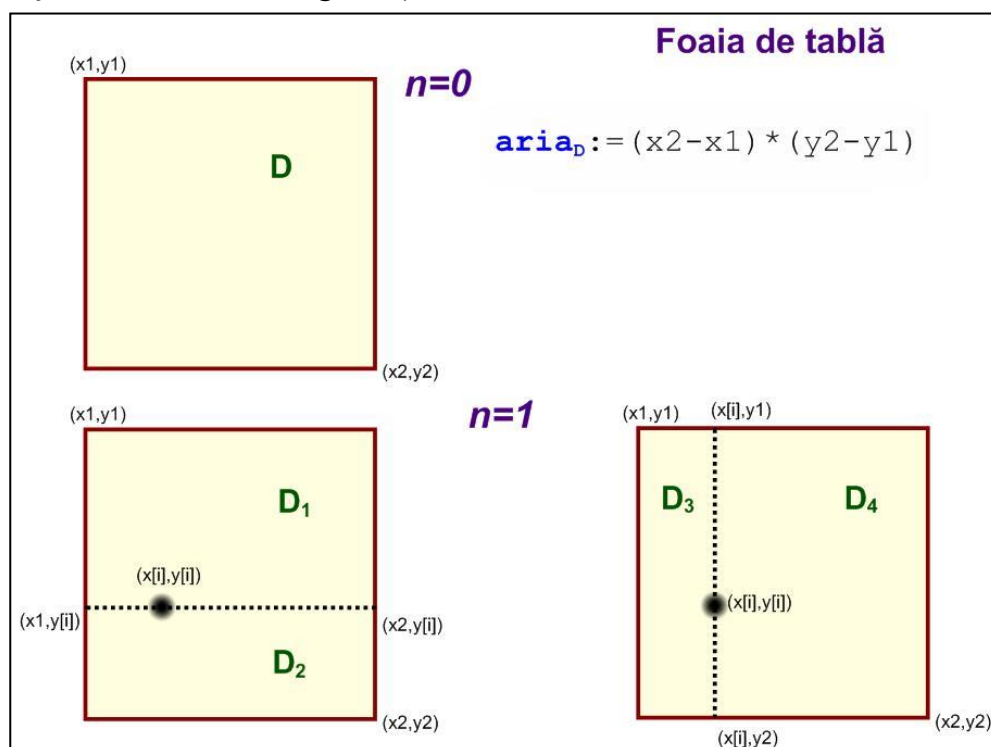 Foaia de tablă
(x1,y1)
n=0
aria_D:=(x2-x1)*(y2-y1)
D
(x2,y2)
(x1,y1)
n=1
(x1,y1)
(x[i],y1)
D₁
D₃
D₄
(x[i],y[i])
(x[i],y[i])
(x1,y[i])
(x2,y[i])
D₂
(x2,y2)
(x2,y2)
(x[i],y2)